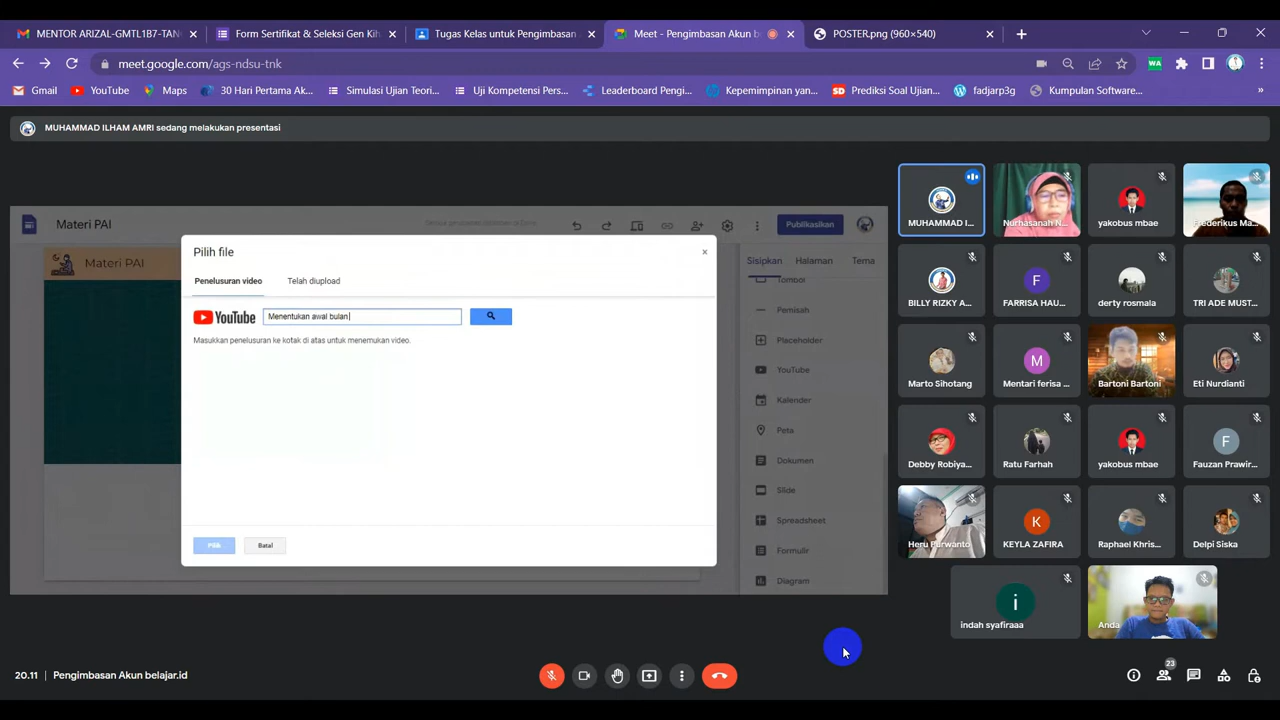 MENTOR ARIZAL-GMTL1B7-TAN
Form Sertifikat & Seleksi Gen Kih
Tugas Kelas untuk Pengimbasan
Meet - Pengimbasan Akun b
POSTER.png (960×540)
meet.google.com/ags-ndsu-tnk
Gmail
YouTube
Maps
30 Hari Pertama Ak...
Simulasi Ujian Teori...
Uji Kompetensi Pers...
Leaderboard Pengi...
Kepemimpinan yan...
Prediksi Soal Ujian...
fadjarp3g
Kumpulan Software...
MUHAMMAD ILHAM AMRI sedang melakukan presentasi
Materi PAI
Publikasikan
Materi PAI
Pilih file
Penelusuran video
Telah diupload
YouTube
Menentukan awal bulan
Masukkan penelusuran ke kotak di atas untuk menemukan video.
Pilih
Batal
Sisipkan
Halaman
Tema
Tombol
Pemisah
Placeholder
YouTube
Kalender
Peta
Dokumen
Slide
Spreadsheet
Formulir
Diagram
MUHAMMAD I...
Nurhasanah N...
yakobus mbae
Frederikus Ma...
BILLY RIZKY A...
FARRISA HAU...
derty rosmala
TRI ADE MUST...
Marto Sihotang
Mentari ferisa ...
Bartoni Bartoni
Eti Nurdianti
Debby Robiya...
Ratu Farhah
yakobus mbae
Fauzan Prawir...
Heru Purwanto
KEYLA ZAFIRA
Raphael Khris...
Delpi Siska
indah syafiraaa
Anda
20.11
Pengimbasan Akun belajar.id
23